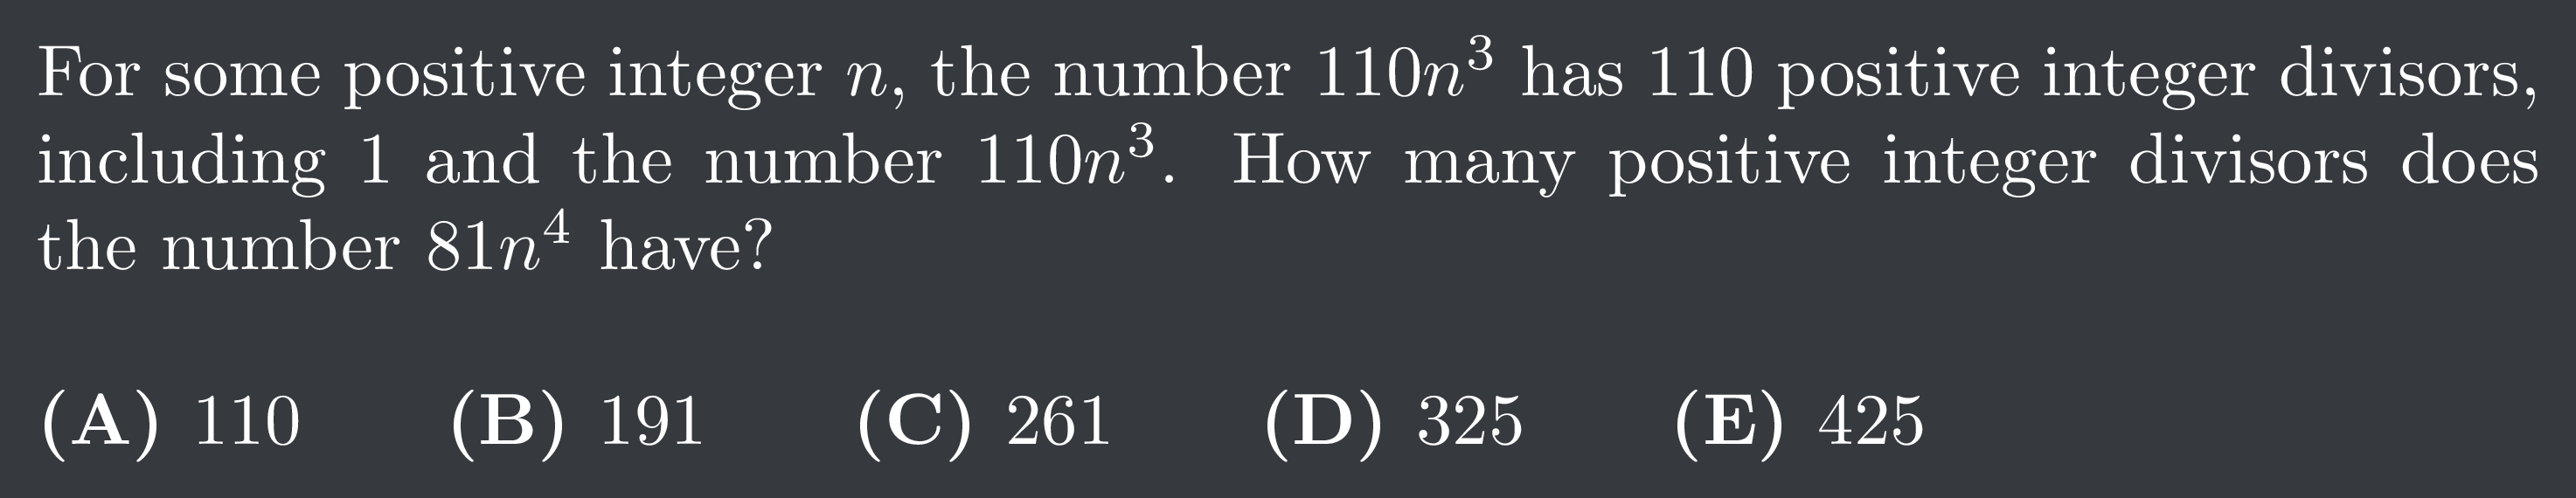 For some positive integer n, the number 110n³ has 110 positive integer divisors,
including 1 and the number 110n³. How many positive integer divisors does
the number 81n⁴ have?
(A) 110 (B) 191 (C) 261 (D) 325 (E) 425